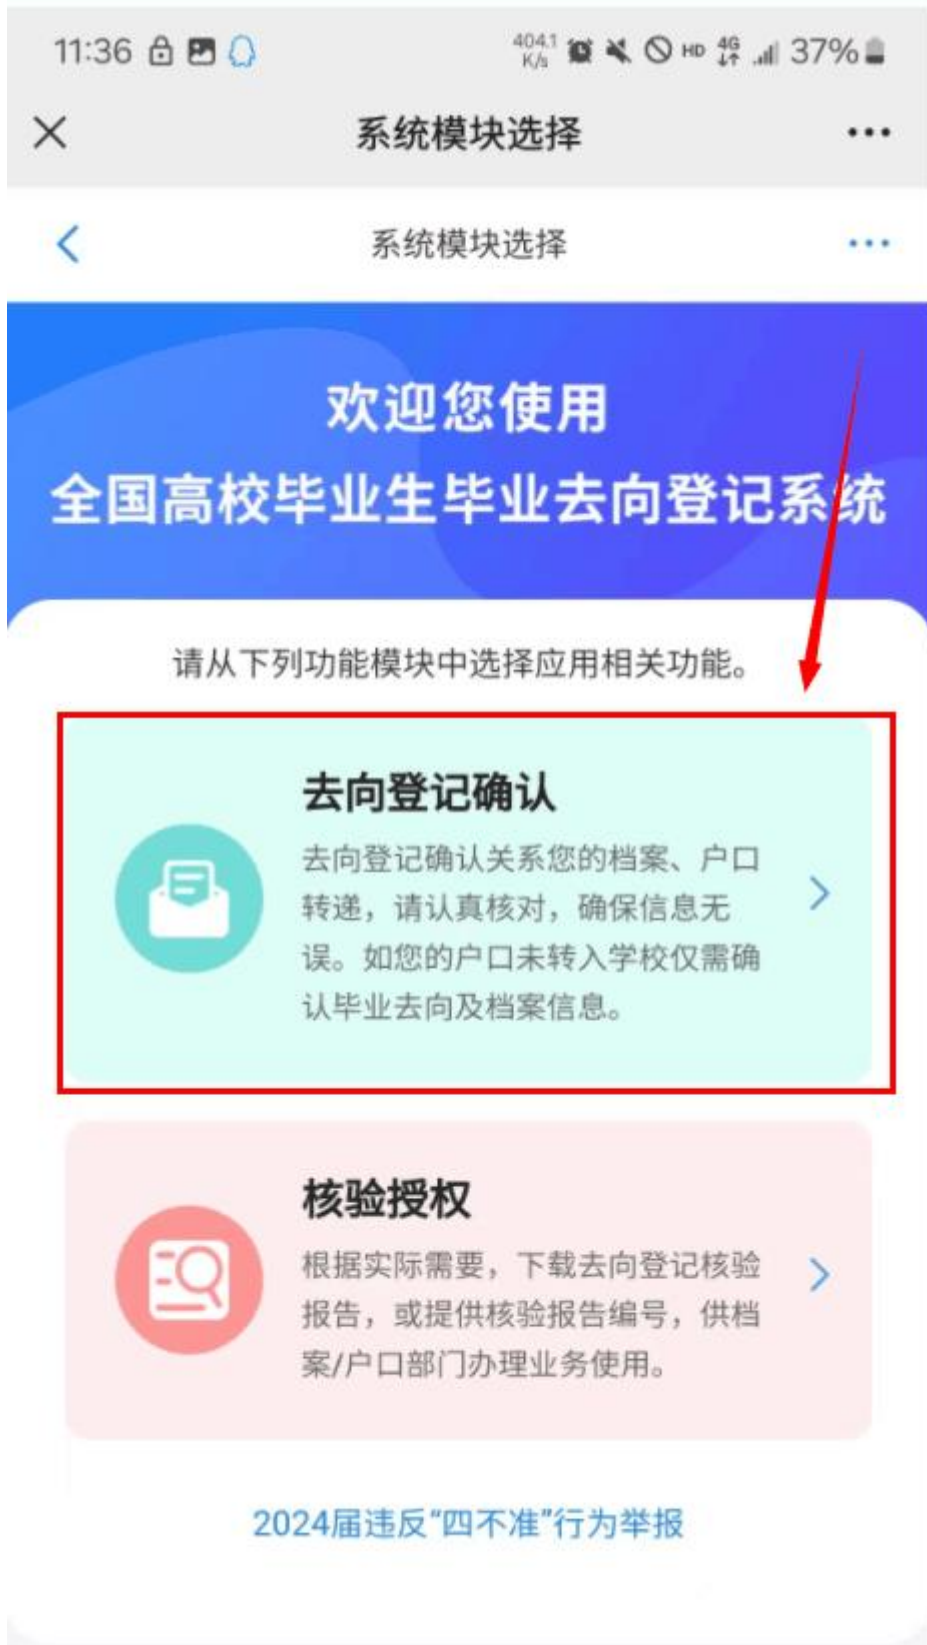 11:36 404.1 K/s HD 4G 37%
系统模块选择
系统模块选择
欢迎您使用
全国高校毕业生毕业去向登记系统
请从下列功能模块中选择应用相关功能。
去向登记确认
去向登记确认关系您的档案、户口
转递，请认真核对，确保信息无
误。如您的户口未转入学校仅需确
认毕业去向及档案信息。
核验授权
根据实际需要，下载去向登记核验
报告，或提供核验报告编号，供档
案/户口部门办理业务使用。
2024届违反“四不准”行为举报